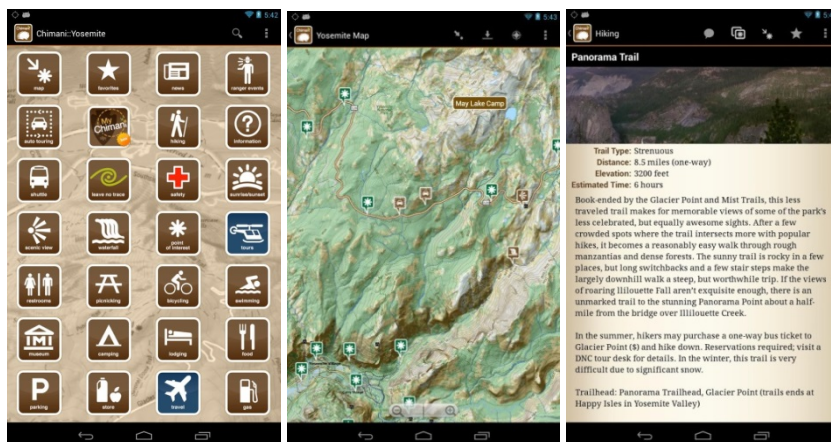 5:42
Chimani::Yosemite
map
favorites
news
ranger events
auto touring
My
Chimani
hiking
information
shuttle
leave no trace
safety
sunrise/sunset
scenic view
waterfall
point
of interest
tours
restrooms
picnicking
bicycling
swimming
museum
camping
lodging
food
P
parking
store
travel
gas
5:43
Yosemite Map
May Lake Camp
Hiking
Panorama Trail
Trail Type: Strenuous
Distance: 8.5 miles (one-way)
Elevation: 3200 feet
Estimated Time: 6 hours
Book-ended by the Glacier Point and Mist Trails, this less
traveled trail makes for memorable views of some of the park's
less celebrated, but equally awesome sights. After a few
crowded spots where the trail intersects more with popular
hikes, it becomes a reasonably easy walk through rough
manzantias and dense forests. The sunny trail is rocky in a few
places, but long switchbacks and a few stair steps make the
largely downhill walk a steep, but worthwhile trip. If the views
of roaring Illilouette Fall aren't exquisite enough, there is an
unmarked trail to the stunning Panorama Point about a half-
mile from the bridge over Illilouette Creek.
In the summer, hikers may purchase a one-way bus ticket to
Glacier Point ($) and hike down. Reservations required; visit a
DNC tour desk for details. In the winter, this trail is very
difficult due to significant snow.
Trailhead: Panorama Trailhead, Glacier Point (trails ends at
Happy Isles in Yosemite Valley)